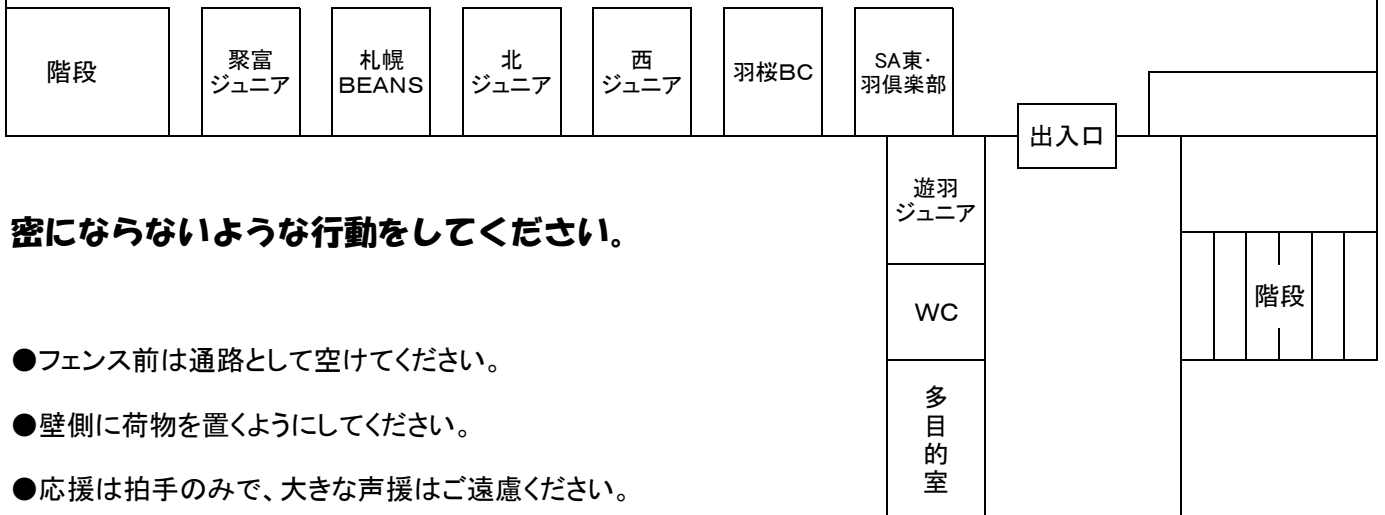 階段
聚富
ジュニア
札幌
BEANS
北
ジュニア
西
ジュニア
羽桜BC
SA東・
羽倶楽部
出入口
遊羽
ジュニア
密にならないような行動をしてください。
WC
階段
●フェンス前は通路として空けてください。
●壁側に荷物を置くようにしてください。
●応援は拍手のみで、大きな声援はご遠慮ください。
多目的室